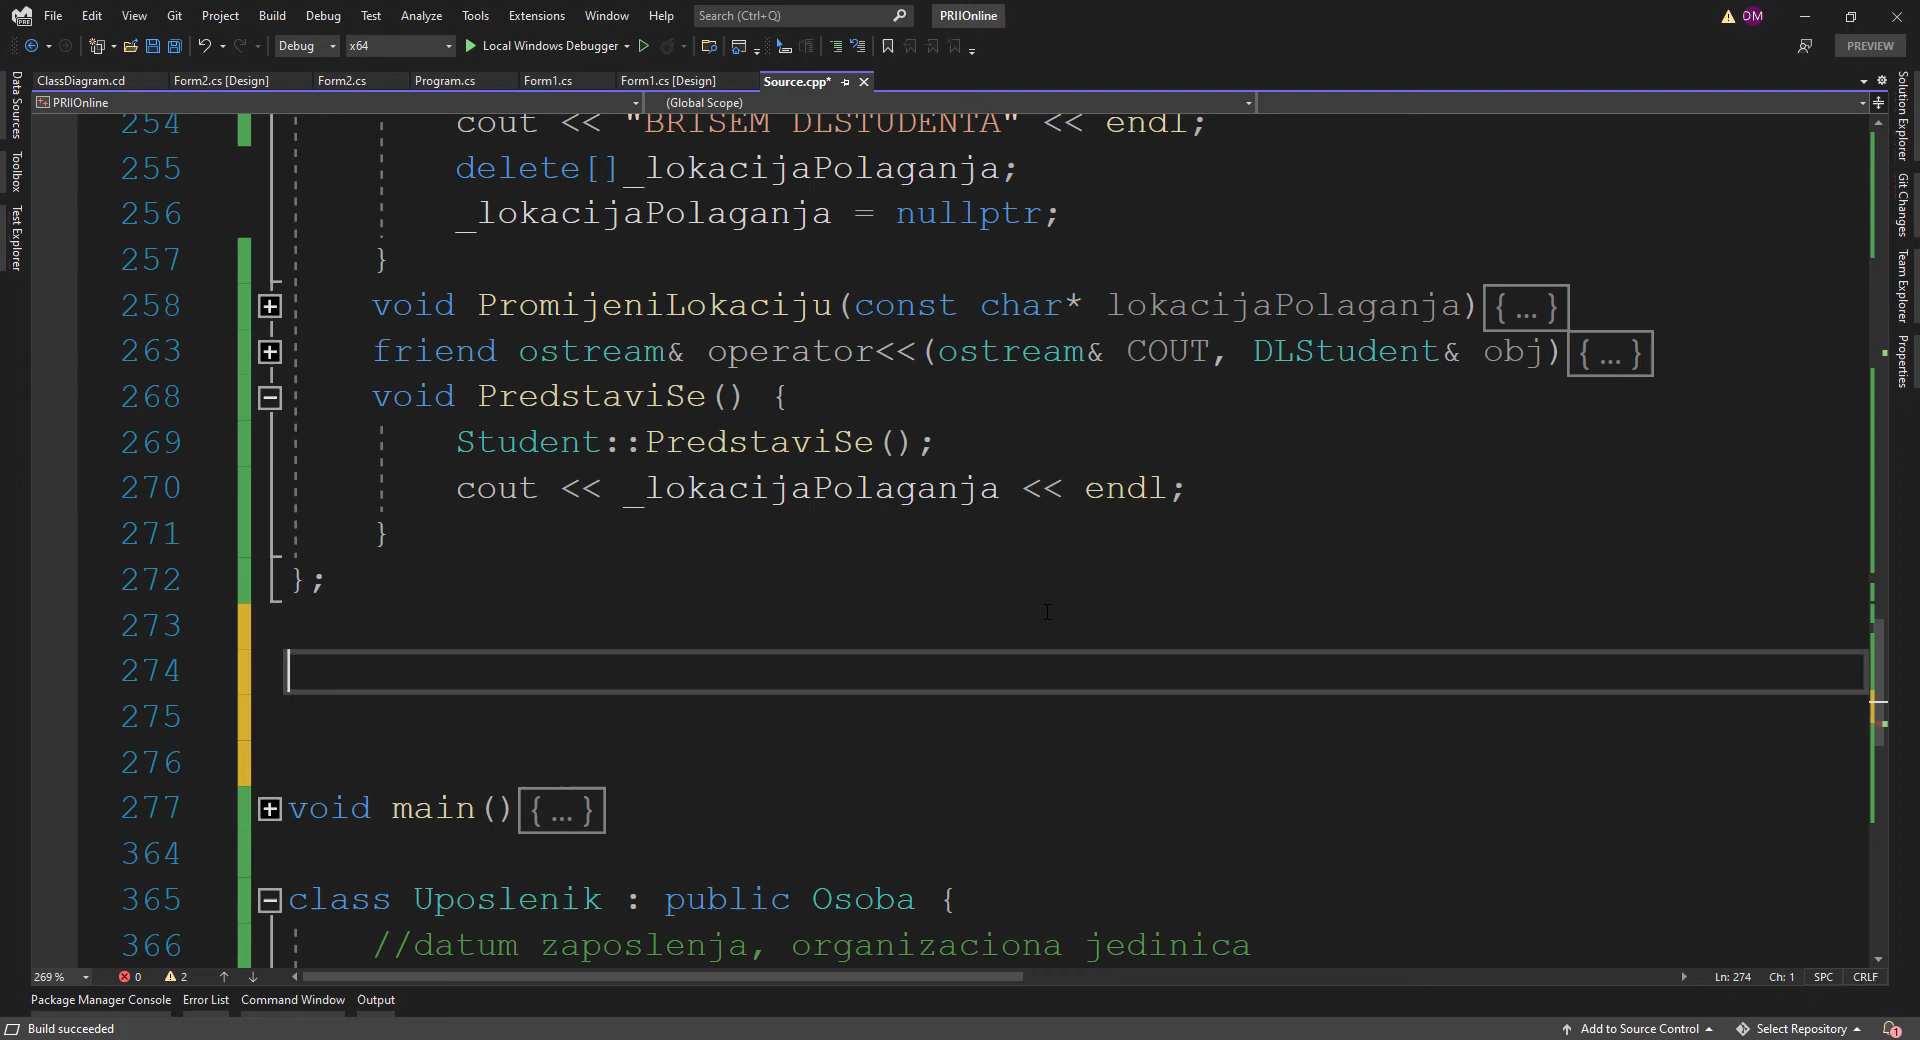 File Edit View Git Project Build Debug Test Analyze Tools Extensions Window Help Search (Ctrl+Q) PRIIOnline DM
Debug x64 Local Windows Debugger PREVIEW
ClassDiagram.cd Form2.cs [Design] Form2.cs Program.cs Form1.cs Form1.cs [Design] Source.cpp*
PRIIOnline (Global Scope)
Data Sources
Toolbox
Test Explorer
254 cout << "BRISEM DLSTUDENTA" << endl;
255 delete[]_lokacijaPolaganja;
256 _lokacijaPolaganja = nullptr;
257 }
258 void PromijeniLokaciju(const char* lokacijaPolaganja){ ... }
263 friend ostream& operator<<(ostream& COUT, DLStudent& obj){ ... }
268 void PredstaviSe() {
269 Student::PredstaviSe();
270 cout << _lokacijaPolaganja << endl;
271 }
272 };
273
274
275
276
277 void main(){ ... }
364
365 class Uposlenik : public Osoba {
366 //datum zaposlenja, organizaciona jedinica
Solution Explorer
Git Changes
Team Explorer
Properties
269 % 0 2 Ln: 274 Ch: 1 SPC CRLF
Package Manager Console Error List Command Window Output
Build succeeded Add to Source Control Select Repository 1